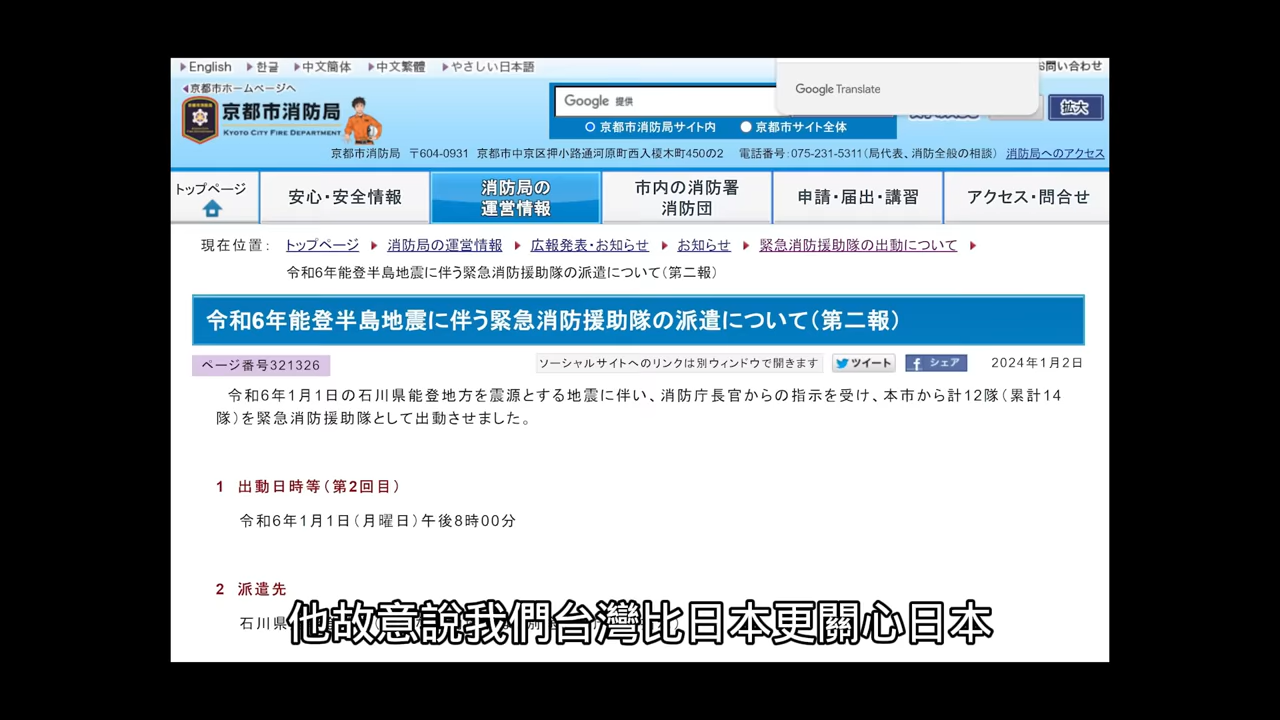 English 한글 中文簡体 中文繁體 やさしい日本語 お問い合わせ
京都市ホームページへ
京都市消防局
KYOTO CITY FIRE DEPARTMENT
Google 提供
Google Translate
拡大
京都市消防局サイト内 京都市サイト全体
京都市消防局 〒604-0931 京都市中京区押小路通河原町西入榎木町450の2 電話番号:075-231-5311(局代表、消防全般の相談) 消防局へのアクセス
トップページ
安心・安全情報
消防局の
運営情報
市内の消防署
消防団
申請・届出・講習
アクセス・問合せ
現在位置: トップページ 消防局の運営情報 広報発表・お知らせ お知らせ 緊急消防援助隊の出動について
令和6年能登半島地震に伴う緊急消防援助隊の派遣について(第二報)
令和6年能登半島地震に伴う緊急消防援助隊の派遣について(第二報)
ページ番号321326
ソーシャルサイトへのリンクは別ウィンドウで開きます ツイート シェア 2024年1月2日
令和6年1月1日の石川県能登地方を震源とする地震に伴い、消防庁長官からの指示を受け、本市から計12隊(累計14
隊)を緊急消防援助隊として出動させました。
1 出動日時等(第2回目)
令和6年1月1日(月曜日)午後8時00分
2 派遣先
石川県
他故意說我們台灣比日本更關心日本